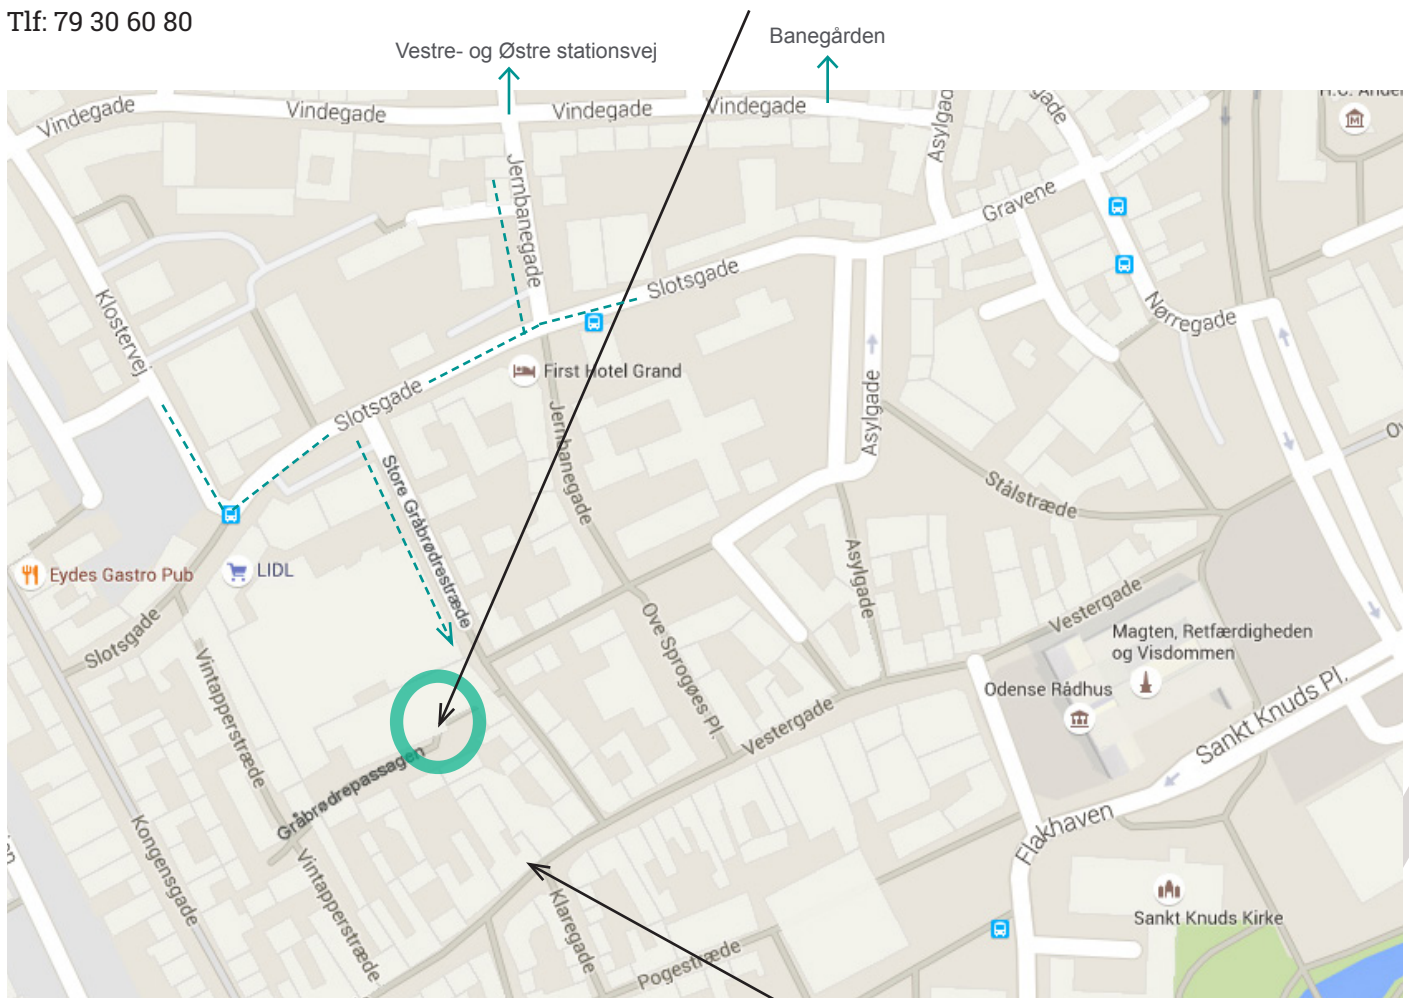 Tlf: 79 30 60 80
Vestre- og Østre stationsvej
Banegården
Vindegade
Vindegade
Vindegade
Vindegade
Asylgad
gade
Jernbanegade
Gravene
Slotsgade
Klostervej
Nørregade
First Hotel Grand
Slotsgade
Jernbanegade
Asylgade
Store Gråbrødrestræde
Stålstræde
Eydes Gastro Pub
LIDL
Asylgade
Slotsgade
Ove Sprogøes Pl.
Vestergade
Magten, Retfærdigheden
og Visdommen
Odense Rådhus
Vintapperstræde
Vestergade
Sankt Knuds Pl.
Gråbrødrepassagen
Kongensgade
Flakhaven
Vintapperstræde
Klaregade
Sankt Knuds Kirke
Pogestræde